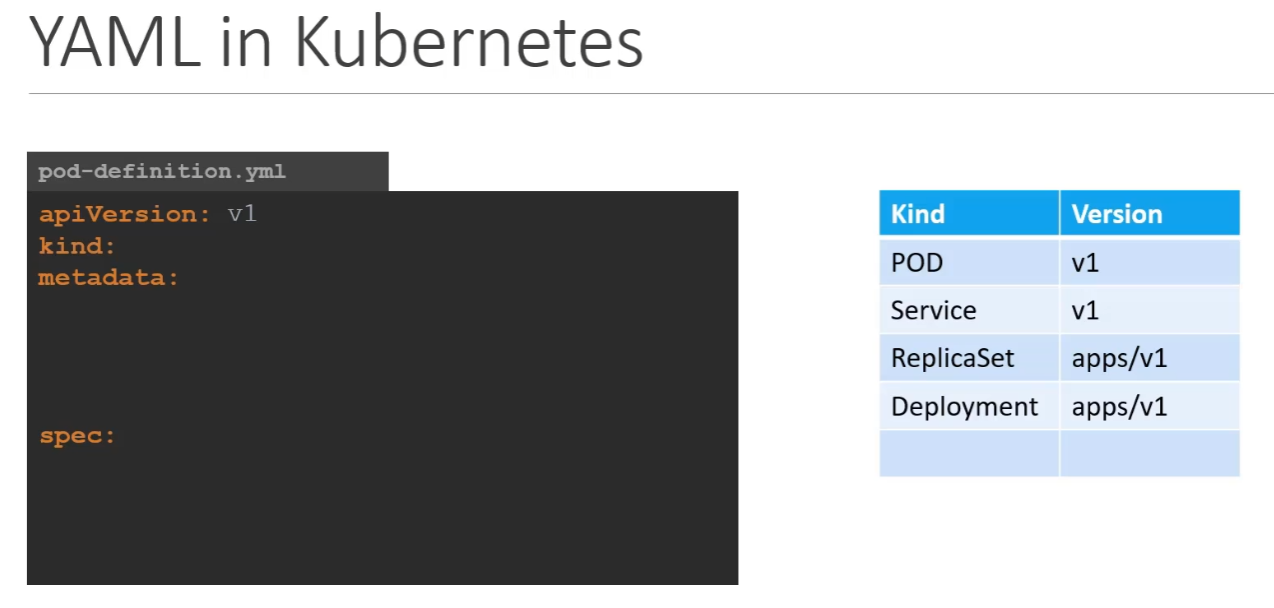 YAML in Kubernetes
pod-definition.yml
apiVersion: v1
kind:
metadata:
spec:
Kind Version
POD v1
Service v1
ReplicaSet apps/v1
Deployment apps/v1